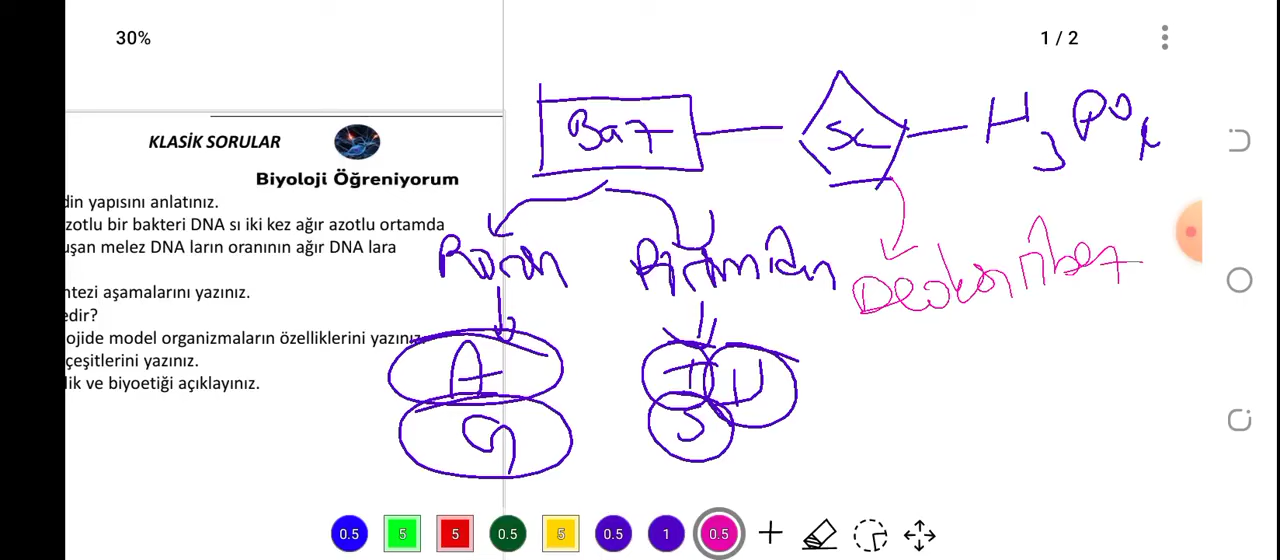 30%
1 / 2
KLASİK SORULAR
Biyoloji Öğreniyorum
din yapısını anlatınız.
zotlu bir bakteri DNA sı iki kez ağır azotlu ortamda
uşan melez DNA ların oranının ağır DNA lara
ntezi aşamalarını yazınız.
edir?
ojide model organizmaların özelliklerini yazınız
çeşitlerini yazınız.
lik ve biyoetiği açıklayınız.
Baz
H3PO4
Pürin
Pirimidin
Deoksiriboz
A
T U
G
S
0.5 5 5 0.5 5 0.5 1 0.5